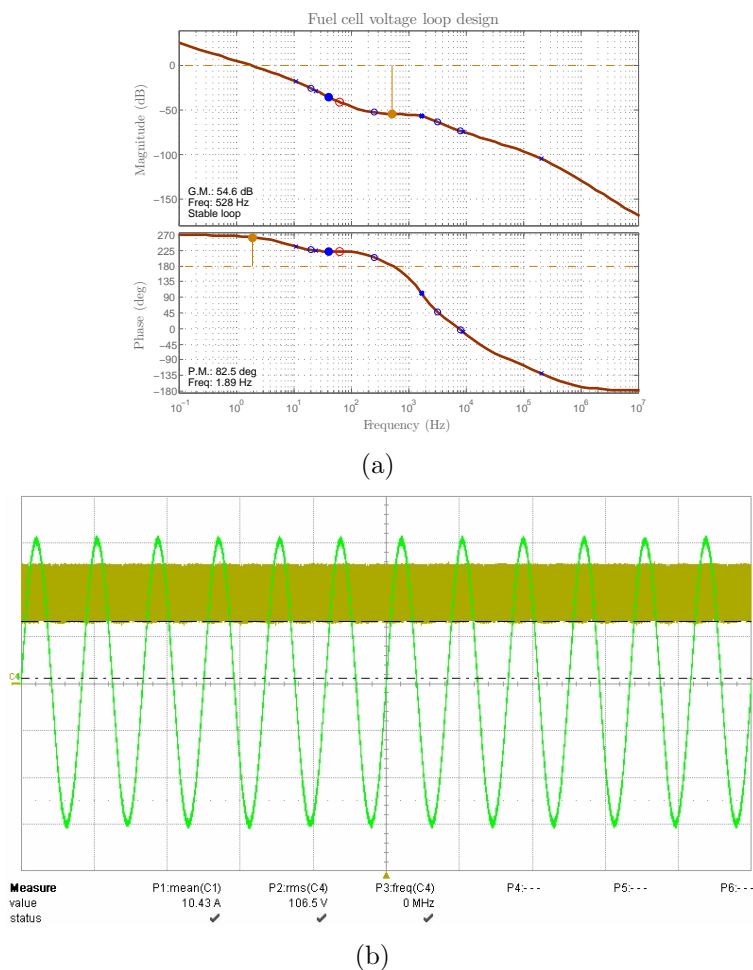 Fuel cell voltage loop design
Magnitude (dB)
0
−50
−100
−150
G.M.: 54.6 dB
Freq: 528 Hz
Stable loop
Phase (deg)
270
225
180
135
90
45
0
−45
−90
−135
−180
P.M.: 82.5 deg
Freq: 1.89 Hz
10^−1 10^0 10^1 10^2 10^3 10^4 10^5 10^6 10^7
Frequency (Hz)
(a)
C4
Measure P1:mean(C1) P2:rms(C4) P3:freq(C4) P4:- - - P5:- - - P6:- - -
value 10.43 A 106.5 V 0 MHz
status ✔ ✔ ✔
(b)